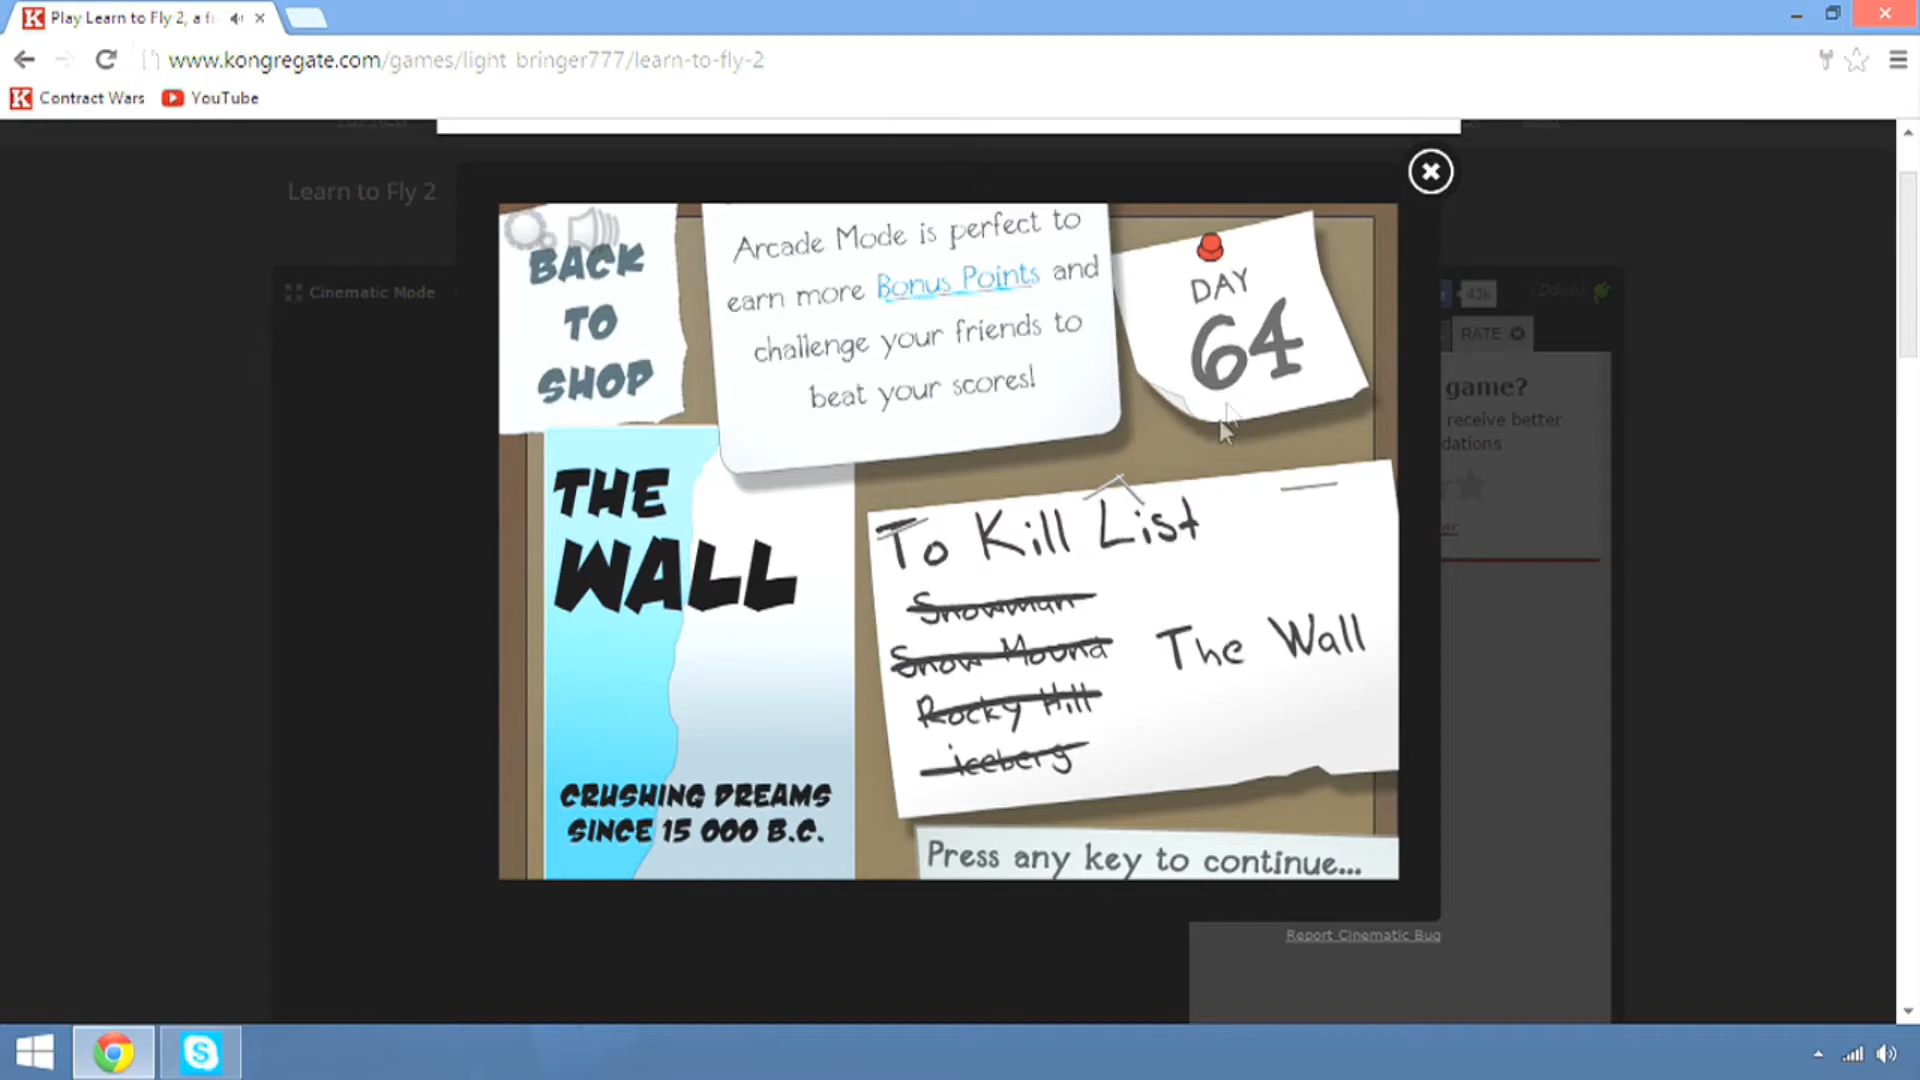 Play Learn to Fly 2, a fr
www.kongregate.com/games/light_bringer777/learn-to-fly-2
Contract Wars
YouTube
Learn to Fly 2
Cinematic Mode
BACK
TO
SHOP
Arcade Mode is perfect to
earn more Bonus Points and
challenge your friends to
beat your scores!
DAY
64
THE
WALL
CRUSHING DREAMS
SINCE 15 000 B.C.
To Kill List
Snowman
Snow Mound
Rocky Hill
iceberg
The Wall
Press any key to continue...
43k
RATE
game?
receive better
dations
Report Cinematic Bug